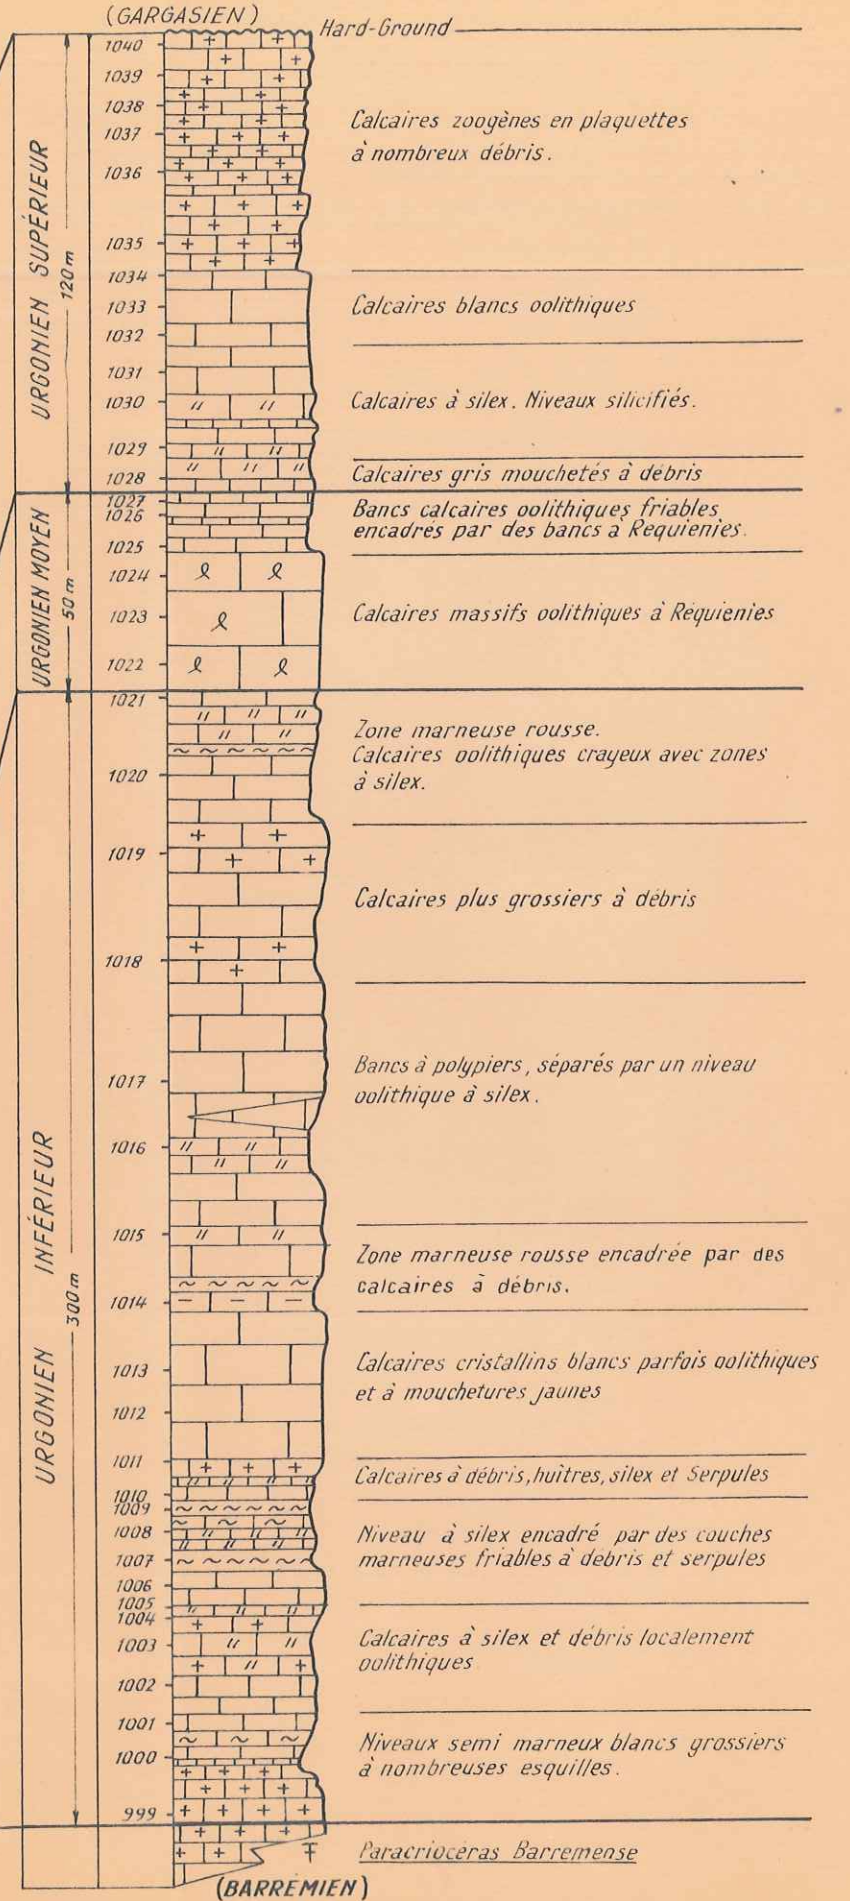 (GARGASIEN)
Hard-Ground
URGONIEN SUPÉRIEUR
120m
1040
1039
1038
1037
1036
1035
1034
1033
1032
1031
1030
1029
1028
Calcaires zoogènes en plaquettes
à nombreux débris.
Calcaires blancs oolithiques
Calcaires à silex. Niveaux silicifiés.
Calcaires gris mouchetés à débris
URGONIEN MOYEN
50m
1027
1026
1025
1024
1023
1022
Bancs calcaires oolithiques friables
encadrés par des bancs à Requienies.
Calcaires massifs oolithiques à Requienies
URGONIEN INFÉRIEUR
300m
1021
1020
1019
1018
1017
1016
1015
1014
1013
1012
1011
1010
1009
1008
1007
1006
1005
1004
1003
1002
1001
1000
999
Zone marneuse rousse.
Calcaires oolithiques crayeux avec zones
à silex.
Calcaires plus grossiers à débris
Bancs à polypiers, séparés par un niveau
oolithique à silex.
Zone marneuse rousse encadrée par des
calcaires à débris.
Calcaires cristallins blancs parfois oolithiques
et à mouchetures jaunes
Calcaires à débris, huîtres, silex et Serpules
Niveau à silex encadré par des couches
marneuses friables à débris et serpules
Calcaires à silex et débris localement
oolithiques
Niveaux semi marneux blancs grossiers
à nombreuses esquilles.
Paracrioceras Barremense
(BARRÉMIEN)